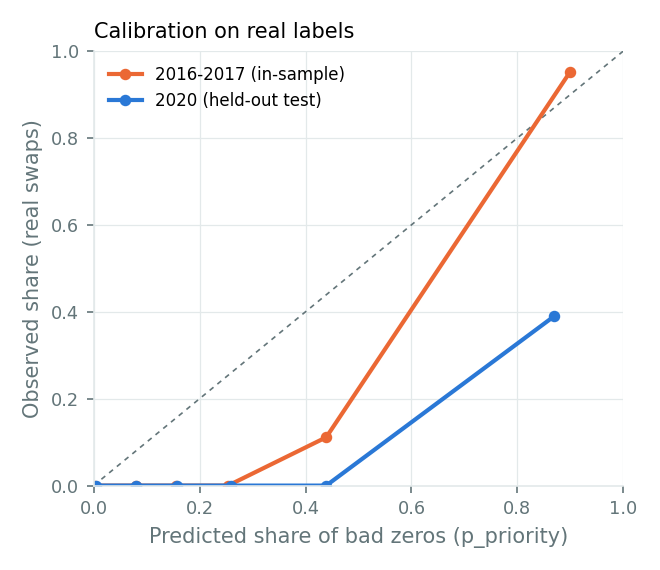 Calibration on real labels
1.0
2016-2017 (in-sample)
2020 (held-out test)
0.8
0.6
0.4
0.2
0.0
Observed share (real swaps)
0.0 0.2 0.4 0.6 0.8 1.0
Predicted share of bad zeros (p_priority)